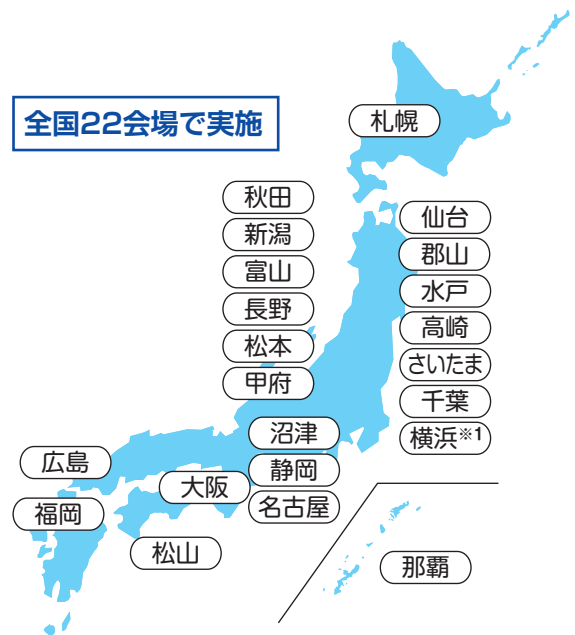 全国22会場で実施
札幌
秋田
新潟
富山
長野
松本
甲府
仙台
郡山
水戸
高崎
さいたま
千葉
横浜※1
沼津
静岡
名古屋
大阪
広島
福岡
松山
那覇